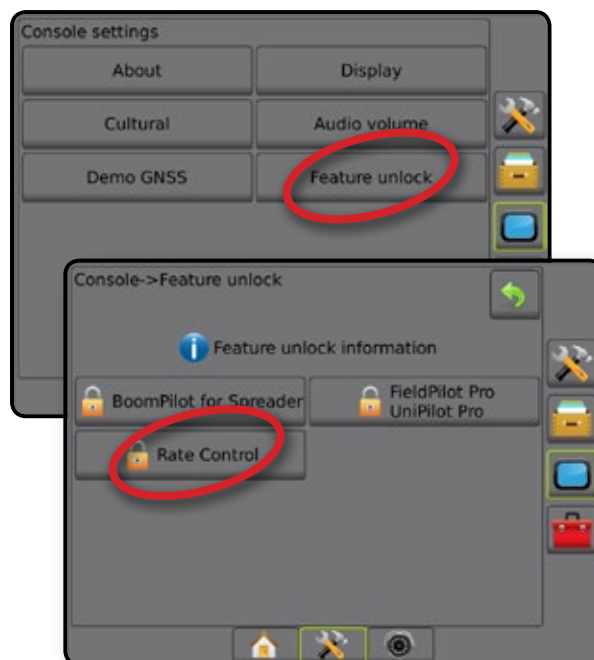 Console settings
About
Display
Cultural
Audio volume
Demo GNSS
Feature unlock
Console->Feature unlock
Feature unlock information
BoomPilot for Spreader
FieldPilot Pro
UniPilot Pro
Rate Control